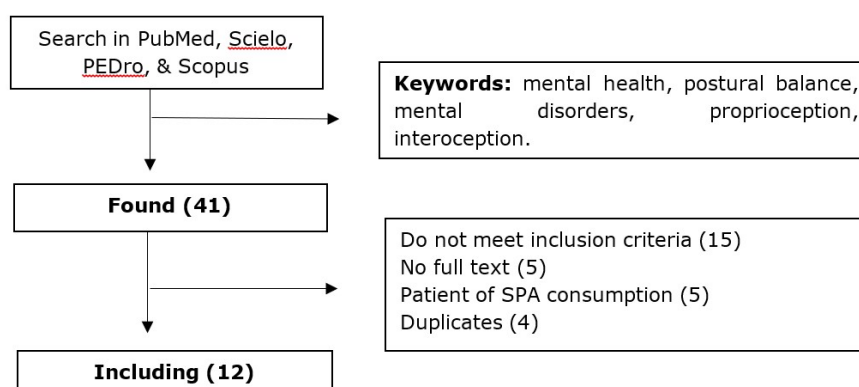 Search in PubMed, Scielo,
PEDro, & Scopus
Keywords: mental health, postural balance,
mental disorders, proprioception,
interoception.
Found (41)
Do not meet inclusion criteria (15)
No full text (5)
Patient of SPA consumption (5)
Duplicates (4)
Including (12)